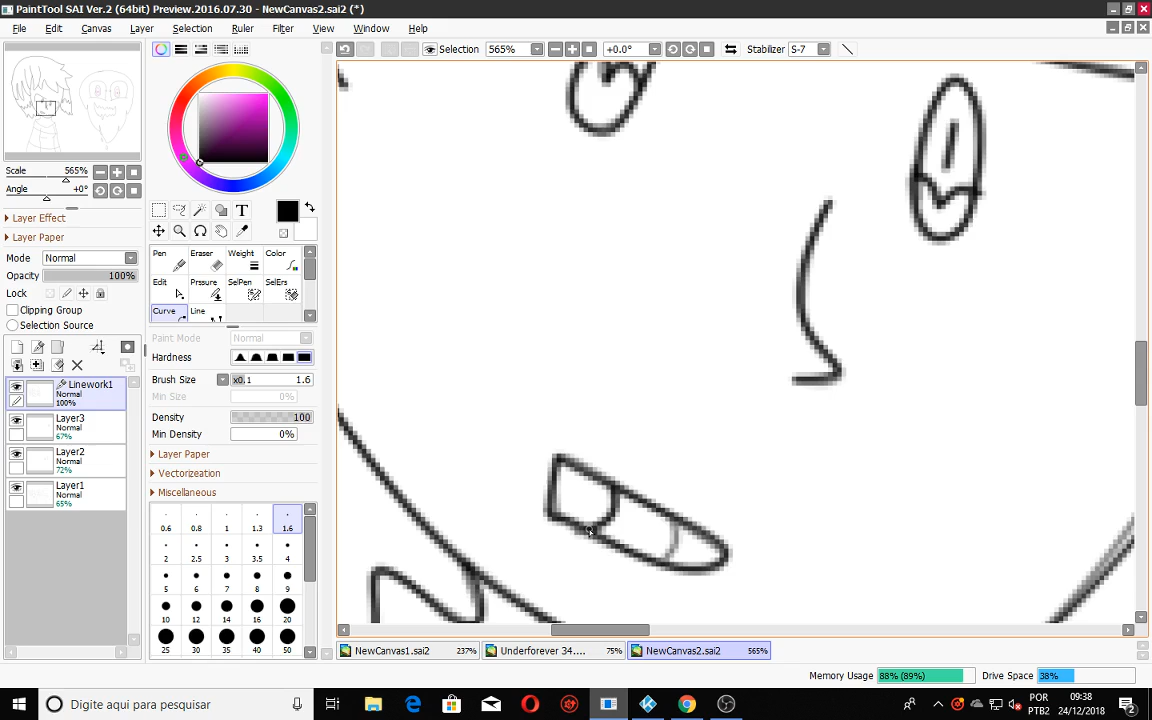 PaintTool SAI Ver.2 (64bit) Preview.2016.07.30 - NewCanvas2.sai2 (*)
File Edit Canvas Layer Selection Ruler Filter View Window Help
Selection 565% +0.0° Stabilizer S-7
Scale 565%
Angle +0°
Layer Effect
Layer Paper
Mode Normal
Opacity 100%
Lock
Clipping Group
Selection Source
Linework1
Normal
100%
Layer3
Normal
67%
Layer2
Normal
72%
Layer1
Normal
65%
T
Pen Eraser Weight Color
Edit Prssure SelPen SelErs
Curve Line
Paint Mode Normal
Hardness
Brush Size x0.1 1.6
Min Size 0%
Density 100
Min Density 0%
Layer Paper
Vectorization
Miscellaneous
0.6 0.8 1 1.3 1.6
2 2.5 3 3.5 4
5 6 7 8 9
10 12 14 16 20
25 30 35 40 50
NewCanvas1.sai2 237% Underforever 34.... 75% NewCanvas2.sai2 565%
Memory Usage 88% (89%) Drive Space 38%
Digite aqui para pesquisar
POR
PTB2
09:38
24/12/2018
2